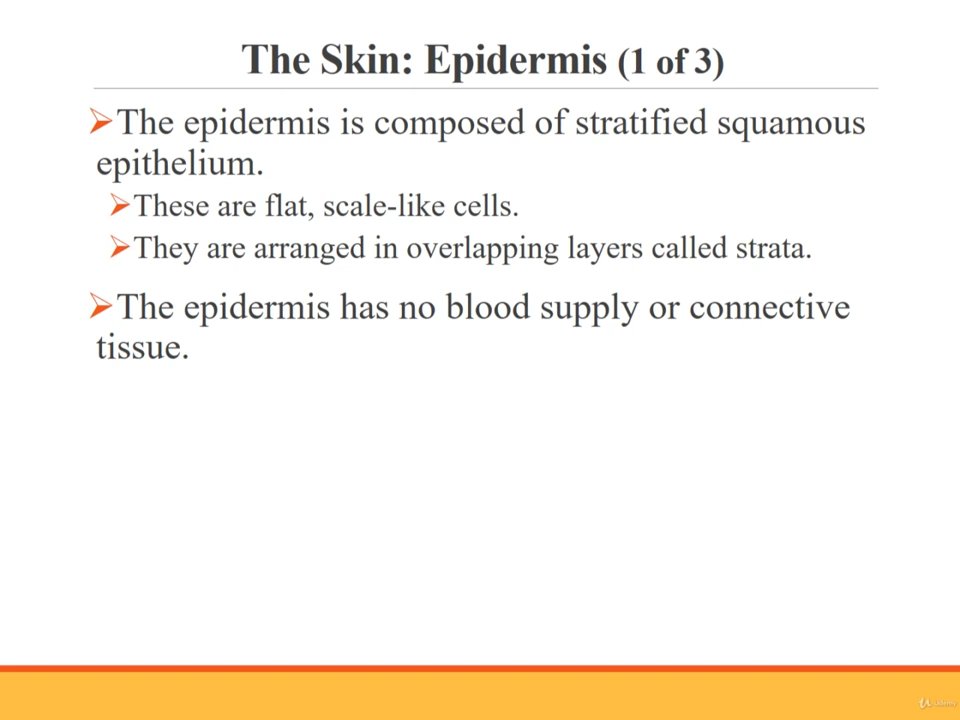 The Skin: Epidermis (1 of 3)
The epidermis is composed of stratified squamous
epithelium.
These are flat, scale-like cells.
They are arranged in overlapping layers called strata.
The epidermis has no blood supply or connective
tissue.
Udemy